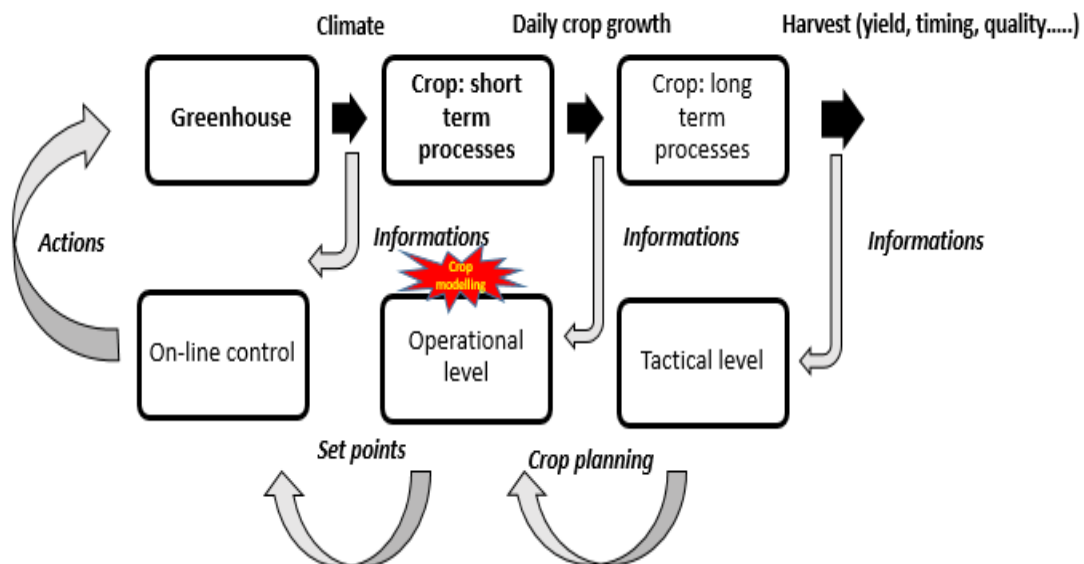 Climate
Daily crop growth
Harvest (yield, timing, quality.....)
Greenhouse
Crop: short
term
processes
Crop: long
term
processes
Actions
Informations
Informations
Informations
Crop
modelling
On-line control
Operational
level
Tactical level
Set points
Crop planning